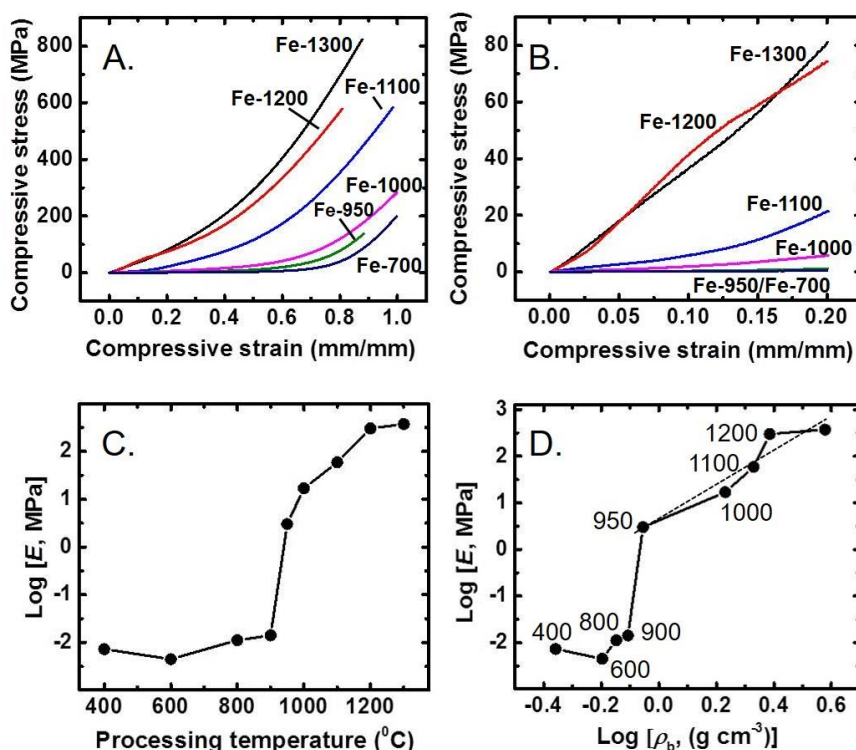 A.
Fe-1300
Fe-1200
Fe-1100
Fe-1000
Fe-950
Fe-700
800
600
400
200
0
0.0 0.2 0.4 0.6 0.8 1.0
Compressive stress (MPa)
Compressive strain (mm/mm)
B.
Fe-1300
Fe-1200
Fe-1100
Fe-1000
Fe-950/Fe-700
80
60
40
20
0
0.00 0.05 0.10 0.15 0.20
Compressive stress (MPa)
Compressive strain (mm/mm)
C.
2
1
0
-1
-2
400 600 800 1000 1200
Log [E, MPa]
Processing temperature (⁰C)
D.
1200
1100
1000
950
900
800
600
400
3
2
1
0
-1
-2
-0.4 -0.2 0.0 0.2 0.4 0.6
Log [E, MPa]
Log [ρb, (g cm⁻³)]